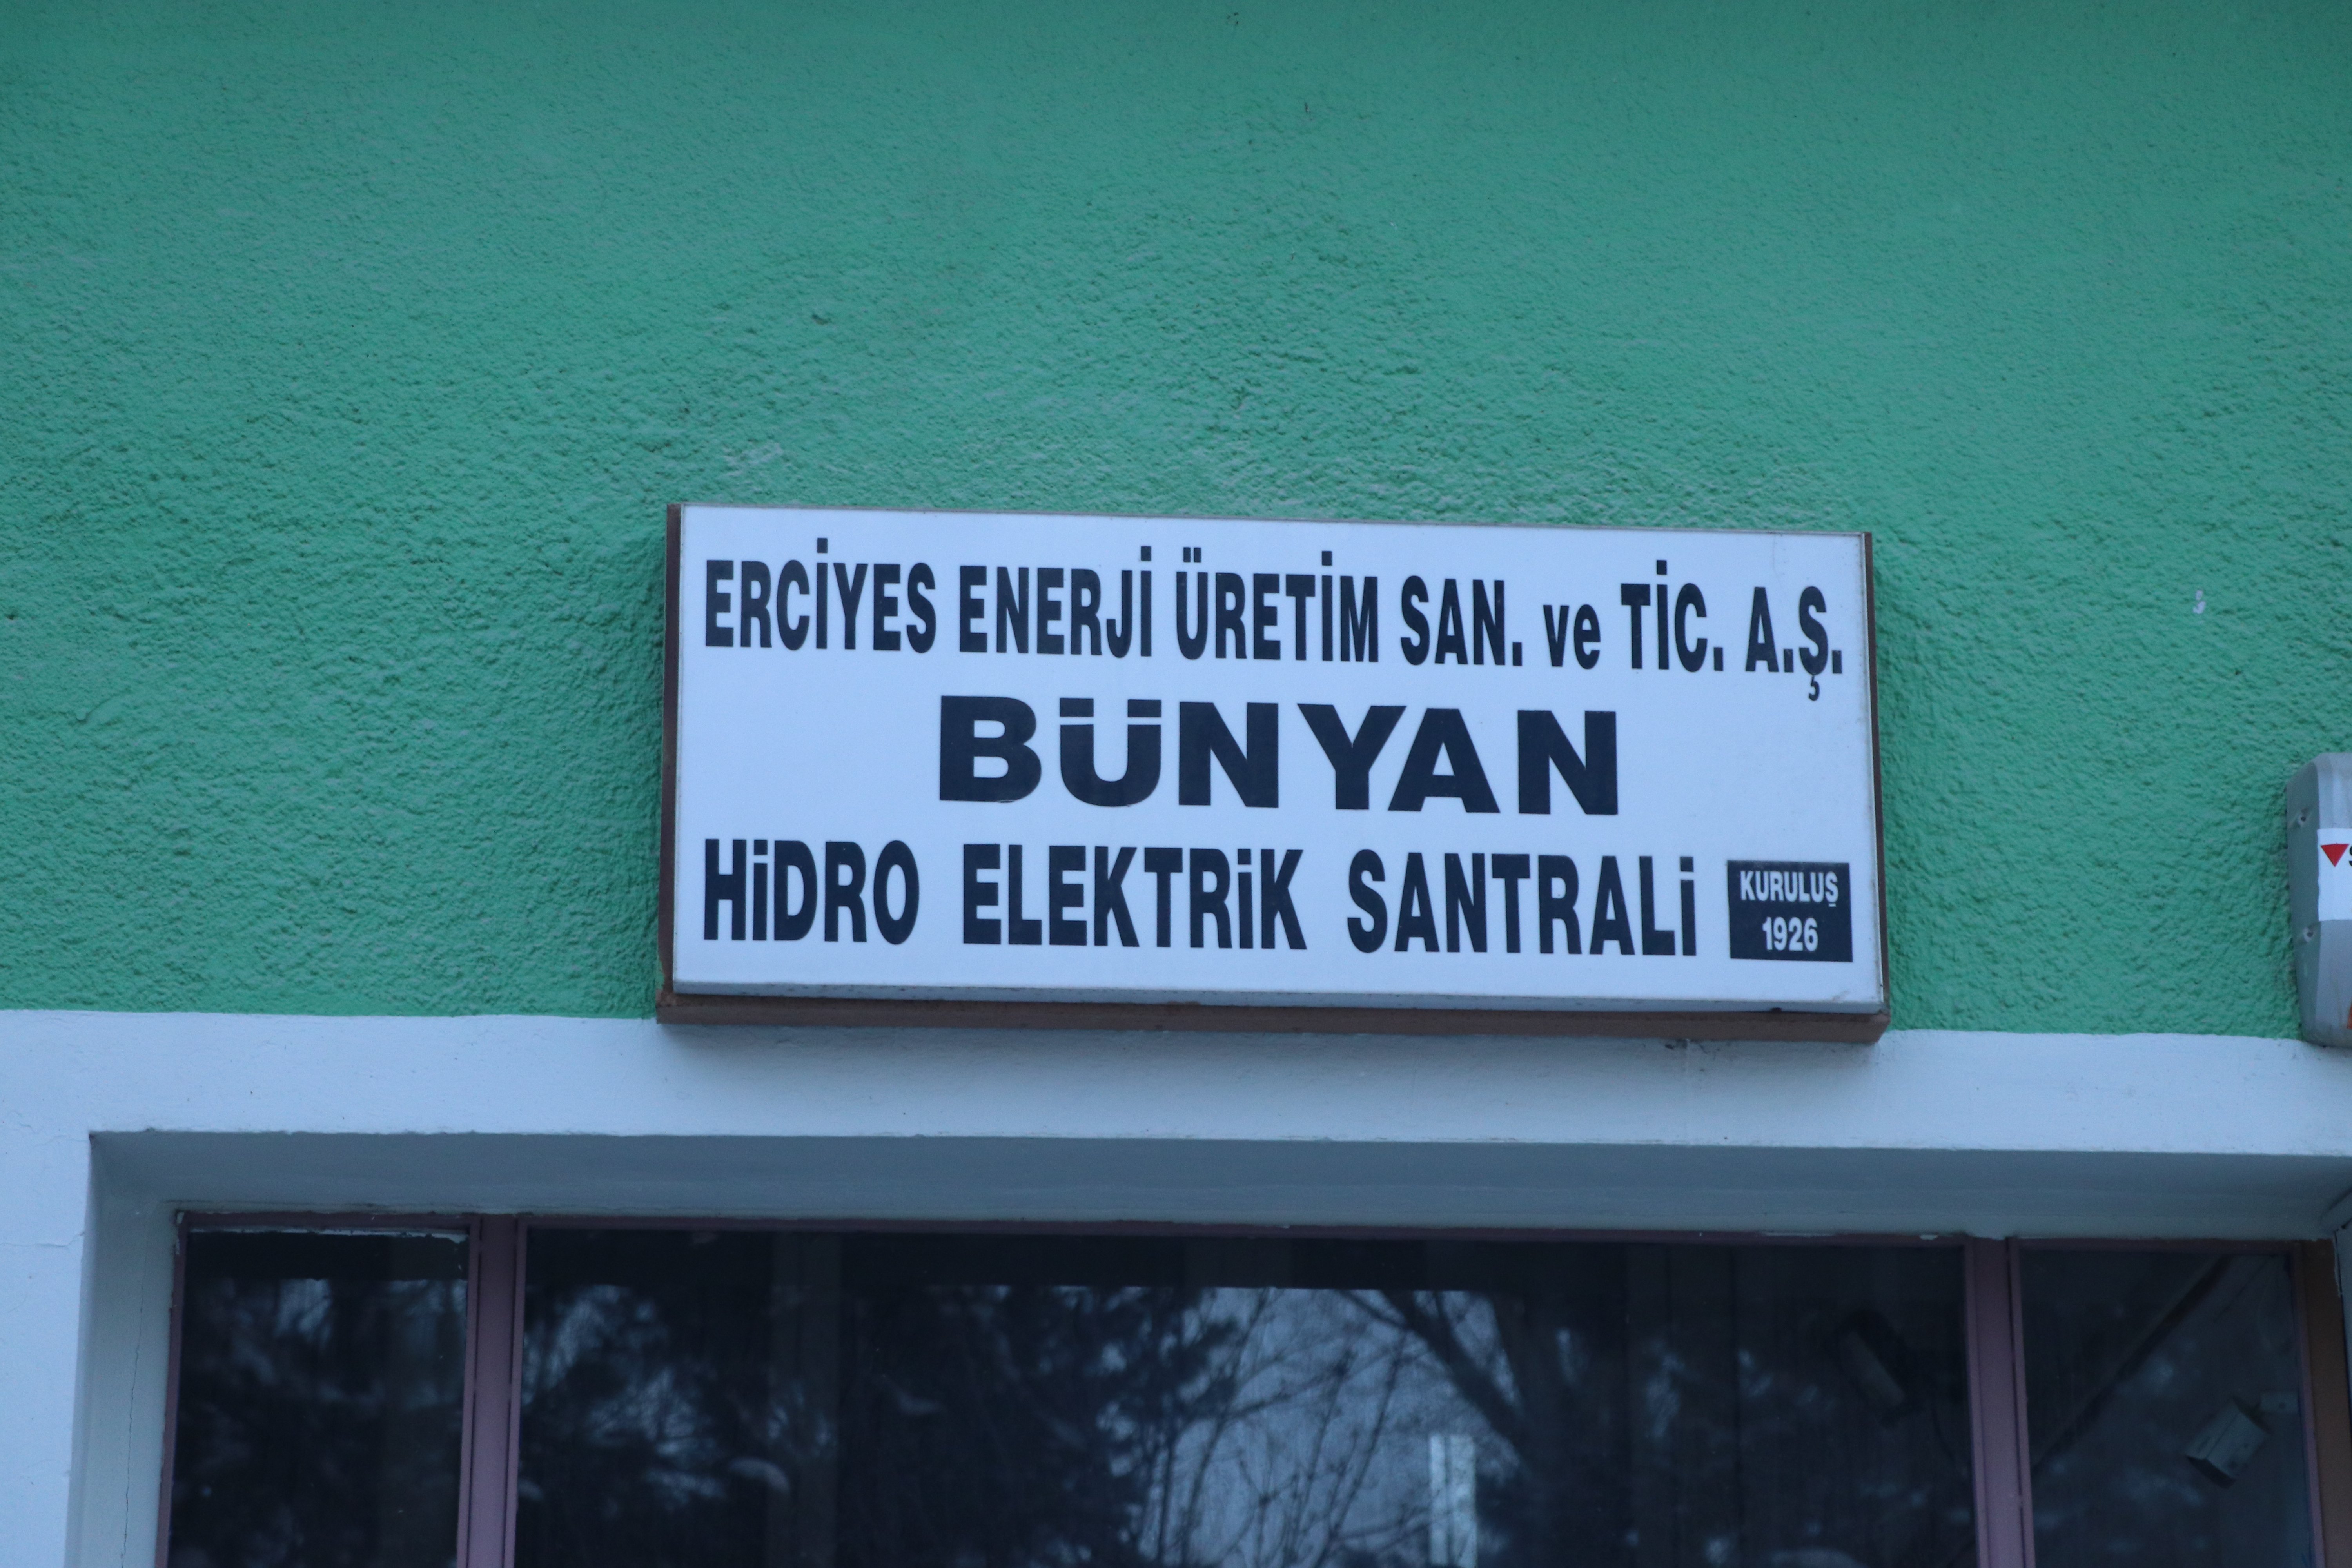 ERCİYES ENERJİ ÜRETİM SAN. ve TİC. A.Ş.
BÜNYAN
HİDRO ELEKTRİK SANTRALİ
KURULUŞ
1926